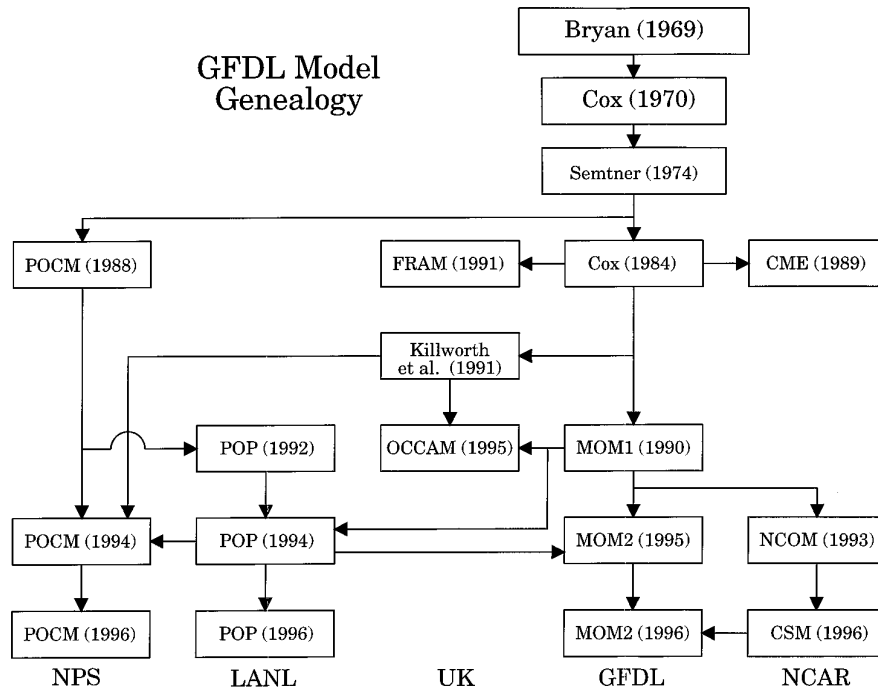 Bryan (1969)
GFDL Model
Genealogy
Cox (1970)
Semtner (1974)
POCM (1988)
FRAM (1991)
Cox (1984)
CME (1989)
Killworth
et al. (1991)
POP (1992)
OCCAM (1995)
MOM1 (1990)
POCM (1994)
POP (1994)
MOM2 (1995)
NCOM (1993)
POCM (1996)
POP (1996)
MOM2 (1996)
CSM (1996)
NPS
LANL
UK
GFDL
NCAR